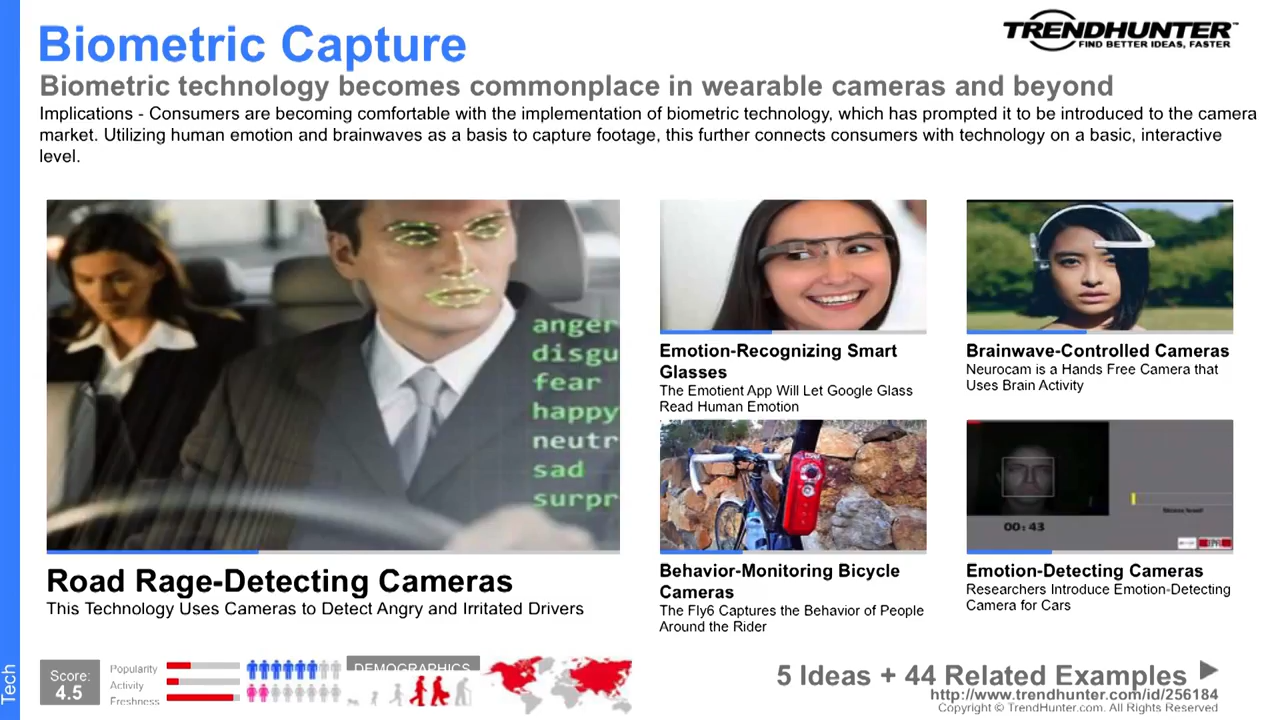 Biometric Capture
TRENDHUNTER™
FIND BETTER IDEAS, FASTER
Biometric technology becomes commonplace in wearable cameras and beyond
Implications - Consumers are becoming comfortable with the implementation of biometric technology, which has prompted it to be introduced to the camera
market. Utilizing human emotion and brainwaves as a basis to capture footage, this further connects consumers with technology on a basic, interactive
level.
anger
disgu
fear
happy
neutr
sad
surpr
Road Rage-Detecting Cameras
This Technology Uses Cameras to Detect Angry and Irritated Drivers
Emotion-Recognizing Smart
Glasses
The Emotient App Will Let Google Glass
Read Human Emotion
Brainwave-Controlled Cameras
Neurocam is a Hands Free Camera that
Uses Brain Activity
Behavior-Monitoring Bicycle
Cameras
The Fly6 Captures the Behavior of People
Around the Rider
00:43
Stress level
Emotion-Detecting Cameras
Researchers Introduce Emotion-Detecting
Camera for Cars
Tech
Score:
4.5
Popularity
Activity
Freshness
DEMOGRAPHICS
5 Ideas + 44 Related Examples
http://www.trendhunter.com/id/256184
Copyright © TrendHunter.com. All Rights Reserved